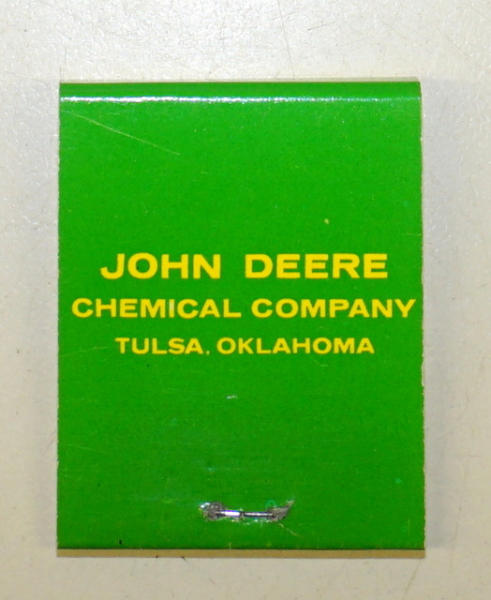 JOHN DEERE
CHEMICAL COMPANY
TULSA, OKLAHOMA